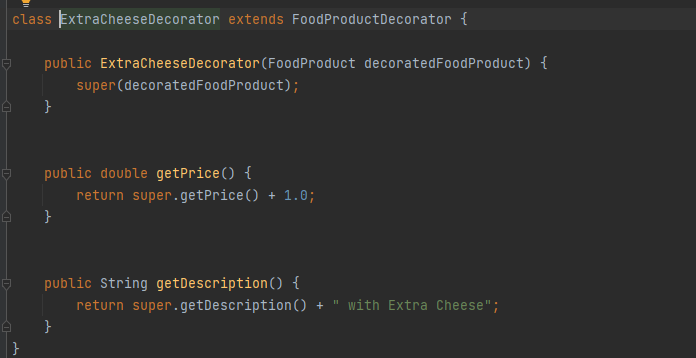 class ExtraCheeseDecorator extends FoodProductDecorator {
public ExtraCheeseDecorator(FoodProduct decoratedFoodProduct) {
super(decoratedFoodProduct);
}
public double getPrice() {
return super.getPrice() + 1.0;
}
public String getDescription() {
return super.getDescription() + " with Extra Cheese";
}
}